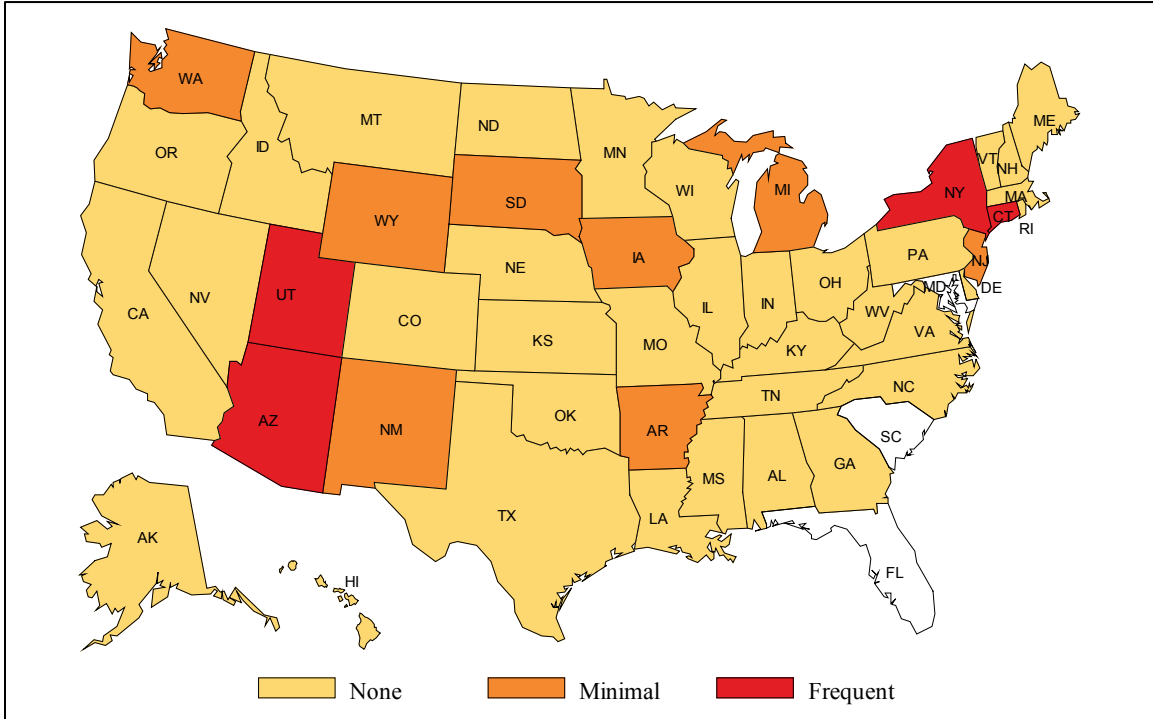 WA
MT
ND
ME
OR
ID
MN
VT
NH
WI
MI
NY
MA
WY
SD
CT
RI
NE
IA
PA
NJ
NV
UT
OH
MD
DE
CA
CO
IL
IN
WV
VA
KS
MO
KY
AZ
NM
OK
TN
NC
AR
SC
MS
AL
GA
TX
LA
AK
HI
FL
None Minimal Frequent